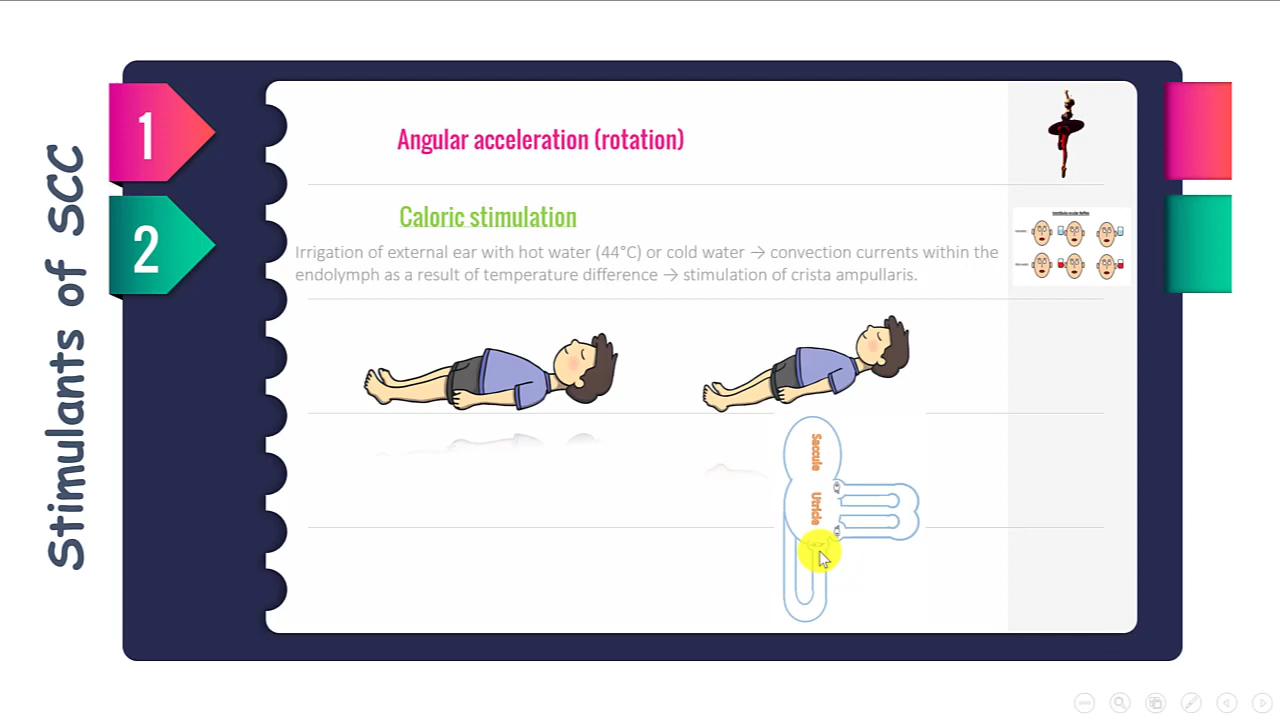 Stimulants of SCC
1
Angular acceleration (rotation)
2
Caloric stimulation
Irrigation of external ear with hot water (44°C) or cold water → convection currents within the
endolymph as a result of temperature difference → stimulation of crista ampullaris.
Saccule
Utricle